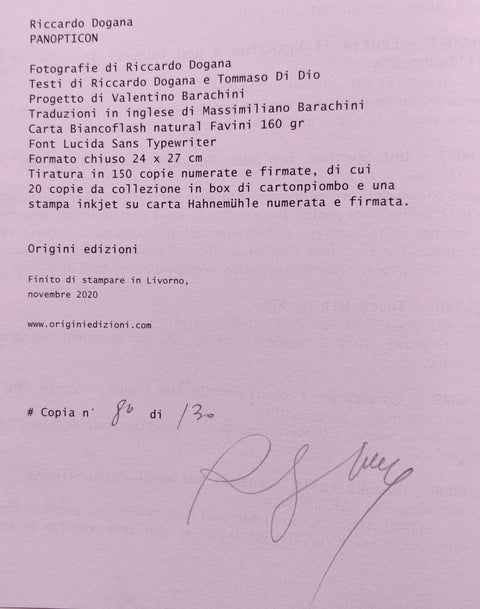 Riccardo Dogana
PANOPTICON
Fotografie di Riccardo Dogana
Testi di Riccardo Dogana e Tommaso Di Dio
Progetto di Valentino Barachini
Traduzioni in inglese di Massimiliano Barachini
Carta Biancoflash natural Favini 160 gr
Font Lucida Sans Typewriter
Formato chiuso 24 x 27 cm
Tiratura in 150 copie numerate e firmate, di cui
20 copie da collezione in box di cartonpiombo e una
stampa inkjet su carta Hahnemühle numerata e firmata.
Origini edizioni
Finito di stampare in Livorno,
novembre 2020
www.originiedizioni.com
# Copia n° 80 di 130